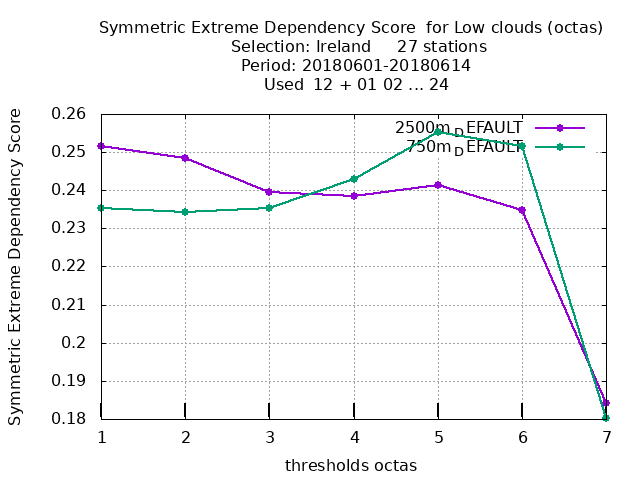 Symmetric Extreme Dependency Score  for Low clouds (octas)
Selection: Ireland     27 stations
Period: 20180601-20180614
Used  12 + 01 02 ... 24
Symmetric Extreme Dependency Score
0.26
0.25
0.24
0.23
0.22
0.21
0.2
0.19
0.18
2500m_DEFAULT
750m_DEFAULT
1 2 3 4 5 6 7
thresholds octas